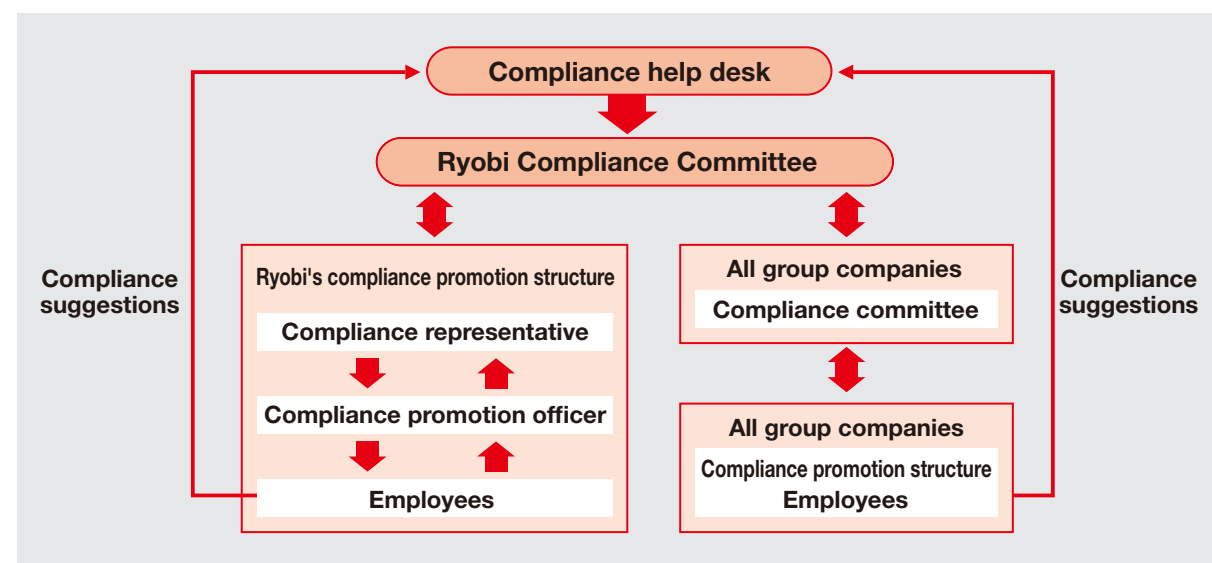 Compliance help desk
Ryobi Compliance Committee
Compliance
suggestions
Ryobi's compliance promotion structure
Compliance representative
Compliance promotion officer
Employees
All group companies
Compliance committee
All group companies
Compliance promotion structure
Employees
Compliance
suggestions